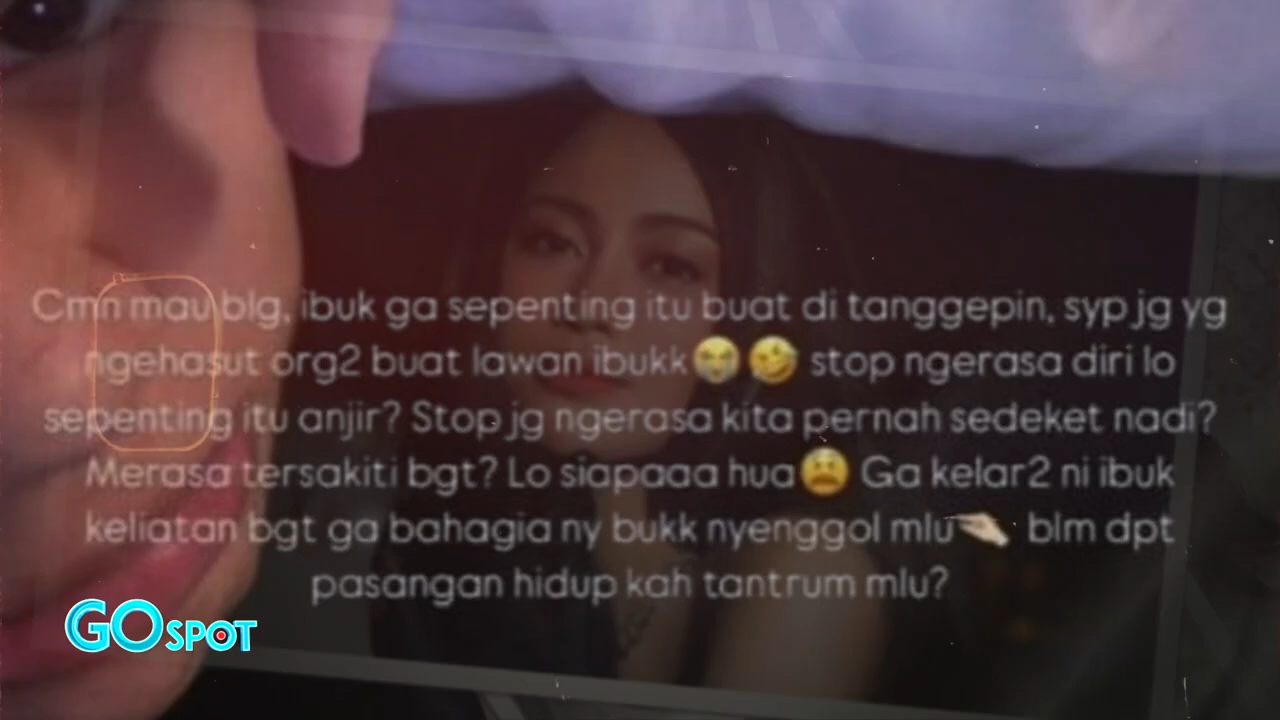 Cmn mau blg, ibuk ga sepenting itu buat di tanggepin, syp jg yg
ngehasut org2 buat lawan ibukk😭🤣 stop ngerasa diri lo
sepenting itu anjir? Stop jg ngerasa kita pernah sedeket nadi?
Merasa tersakiti bgt? Lo siapaaa hua😫 Ga kelar2 ni ibuk
keliatan bgt ga bahagia ny bukk nyenggol mlu🫳🏻 blm dpt
pasangan hidup kah tantrum mlu?
GO SPOT